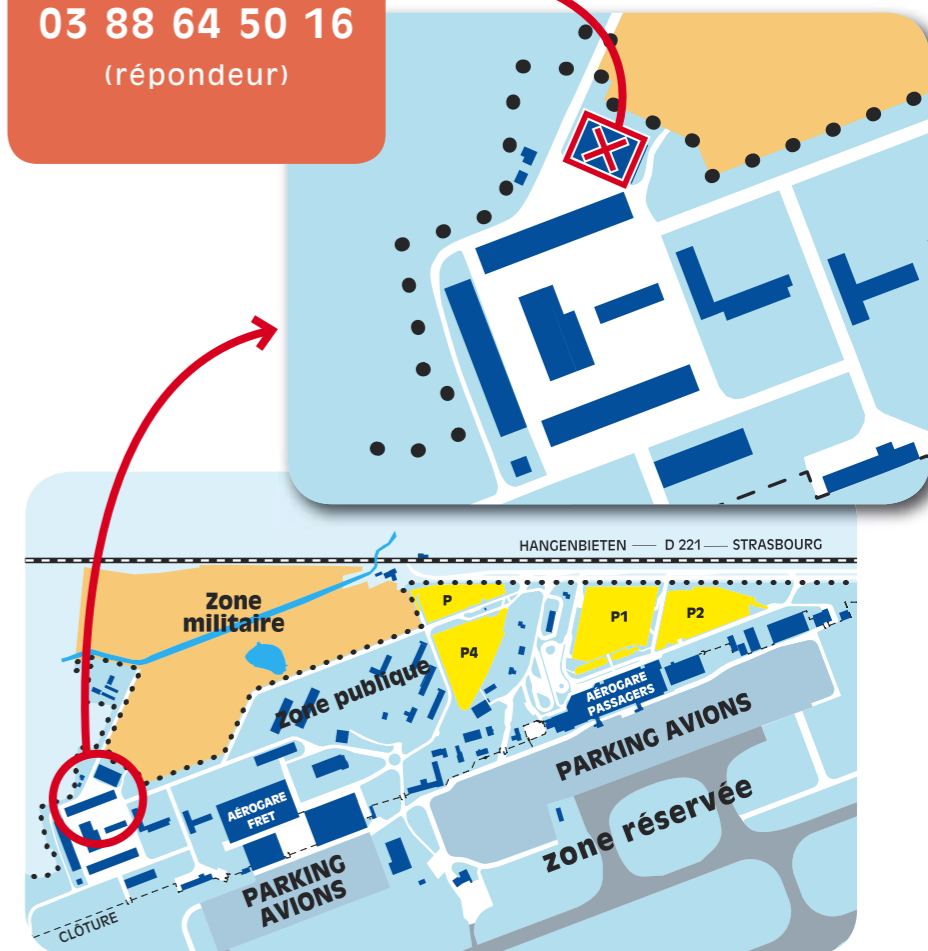 03 88 64 50 16
(répondeur)
HANGENBIETEN — D 221 — STRASBOURG
Zone
militaire
P
P1
P2
P4
zone publique
AÉROGARE
PASSAGERS
PARKING AVIONS
AÉROGARE
FRET
zone réservée
PARKING
AVIONS
CLÔTURE